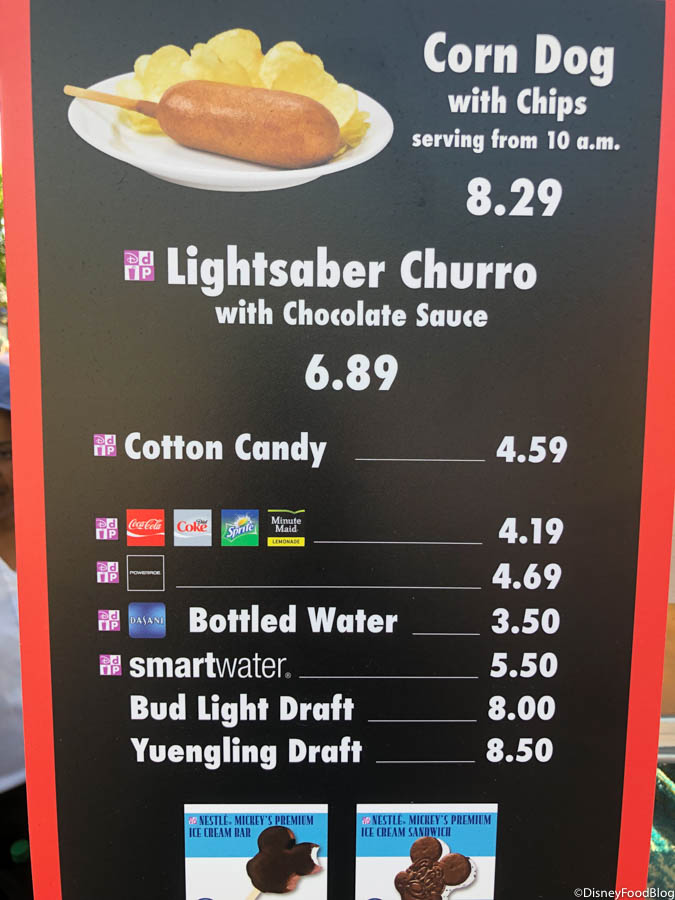 Corn Dog
with Chips
serving from 10 a.m.
8.29
Lightsaber Churro
with Chocolate Sauce
6.89
Cotton Candy 4.59
Coca-Cola Diet Coke Sprite Minute Maid LEMONADE 4.19
POWERADE 4.69
DASANI Bottled Water 3.50
smartwater® 5.50
Bud Light Draft 8.00
Yuengling Draft 8.50
NESTLÉ® MICKEY'S PREMIUM
ICE CREAM BAR
NESTLÉ® MICKEY'S PREMIUM
ICE CREAM SANDWICH
©DisneyFoodBlog